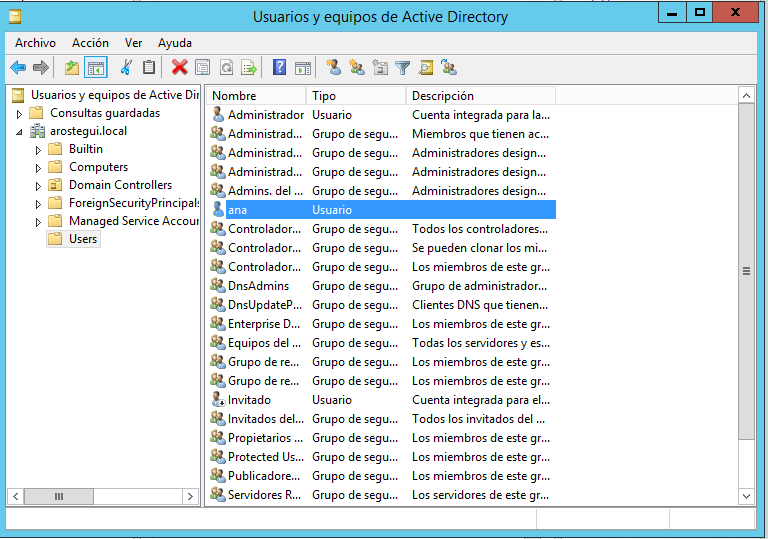 Usuarios y equipos de Active Directory
Archivo Acción Ver Ayuda
Usuarios y equipos de Active Dir
Consultas guardadas
arostegui.local
Builtin
Computers
Domain Controllers
ForeignSecurityPrincipals
Managed Service Accour
Users
Nombre Tipo Descripción
Administrador Usuario Cuenta integrada para la...
Administrad... Grupo de segu... Miembros que tienen ac...
Administrad... Grupo de segu... Administradores design...
Administrad... Grupo de segu... Administradores design...
Admins. del ... Grupo de segu... Administradores design...
ana Usuario
Controlador... Grupo de segu... Todos los controladores...
Controlador... Grupo de segu... Se pueden clonar los mi...
Controlador... Grupo de segu... Los miembros de este gr...
DnsAdmins Grupo de segu... Grupo de administrador...
DnsUpdateP... Grupo de segu... Clientes DNS que tienen...
Enterprise D... Grupo de segu... Los miembros de este gr...
Equipos del ... Grupo de segu... Todas los servidores y es...
Grupo de re... Grupo de segu... Los miembros de este gr...
Grupo de re... Grupo de segu... Los miembros de este gr...
Invitado Usuario Cuenta integrada para el...
Invitados del... Grupo de segu... Todos los invitados del ...
Propietarios ... Grupo de segu... Los miembros de este gr...
Protected Us... Grupo de segu... Los miembros de este gr...
Publicadore... Grupo de segu... Los miembros de este gr...
Servidores R... Grupo de segu... Los servidores de este gr...